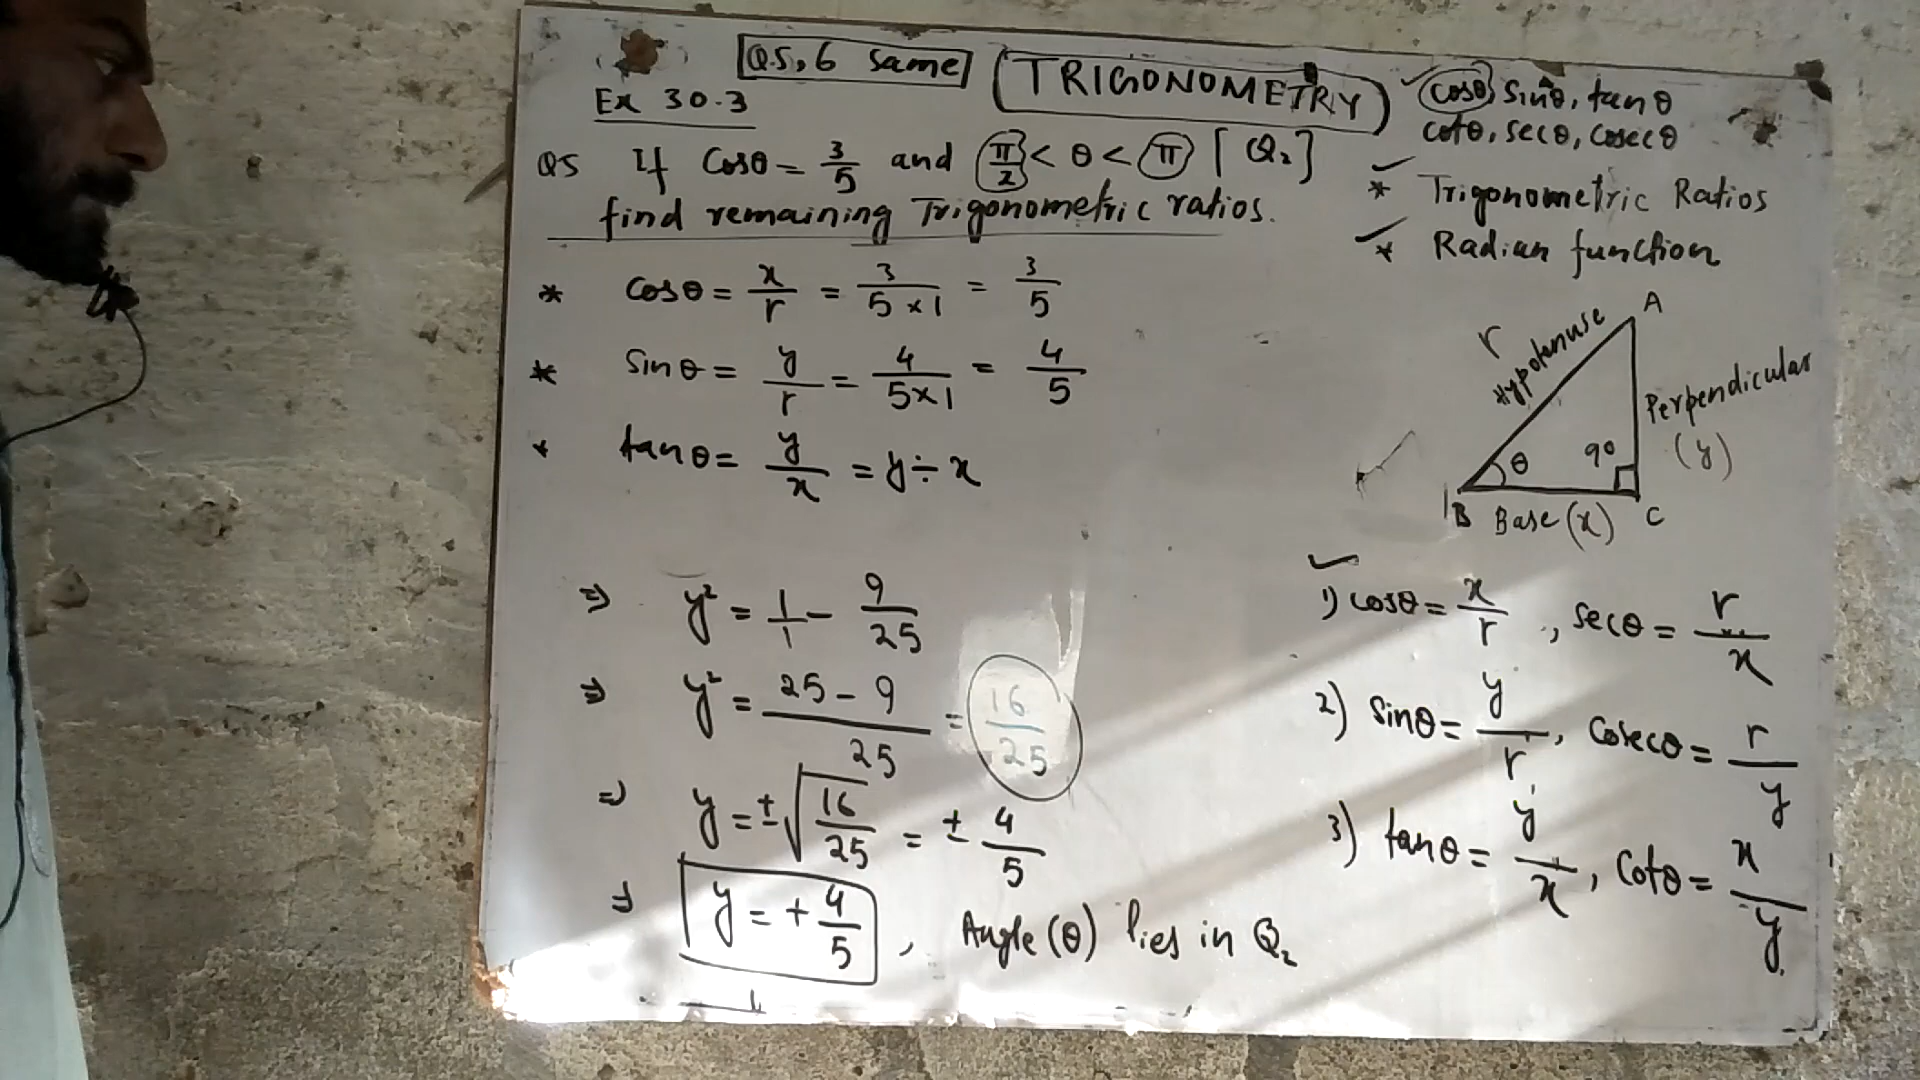 Q.5, 6 same
TRIGONOMETRY
Ex 30.3
Q5 If Cosθ = 3/5 and π/2 < θ < π [Q₂]
find remaining Trigonometric ratios.
* cosθ = x/r = 3/(5×1) = 3/5
* Sinθ = y/r = 4/(5×1) = 4/5
* tanθ = y/x = y ÷ x
⇒ y² = 1/1 - 9/25
⇒ y² = (25 - 9)/25 = 16/25
⇒ y = ±√(16/25) = ± 4/5
⇒ y = + 4/5, Angle (θ) lies in Q₂
cosθ, Sinθ, tanθ
cotθ, secθ, cosecθ
* Trigonometric Ratios
* Radian function
A
r
Hypotenuse
Perpendicular
(y)
θ
90
B Base (x) C
1) cosθ = x/r, secθ = r/x
2) Sinθ = y/r, Cosecθ = r/y
3) tanθ = y/x, Cotθ = x/y